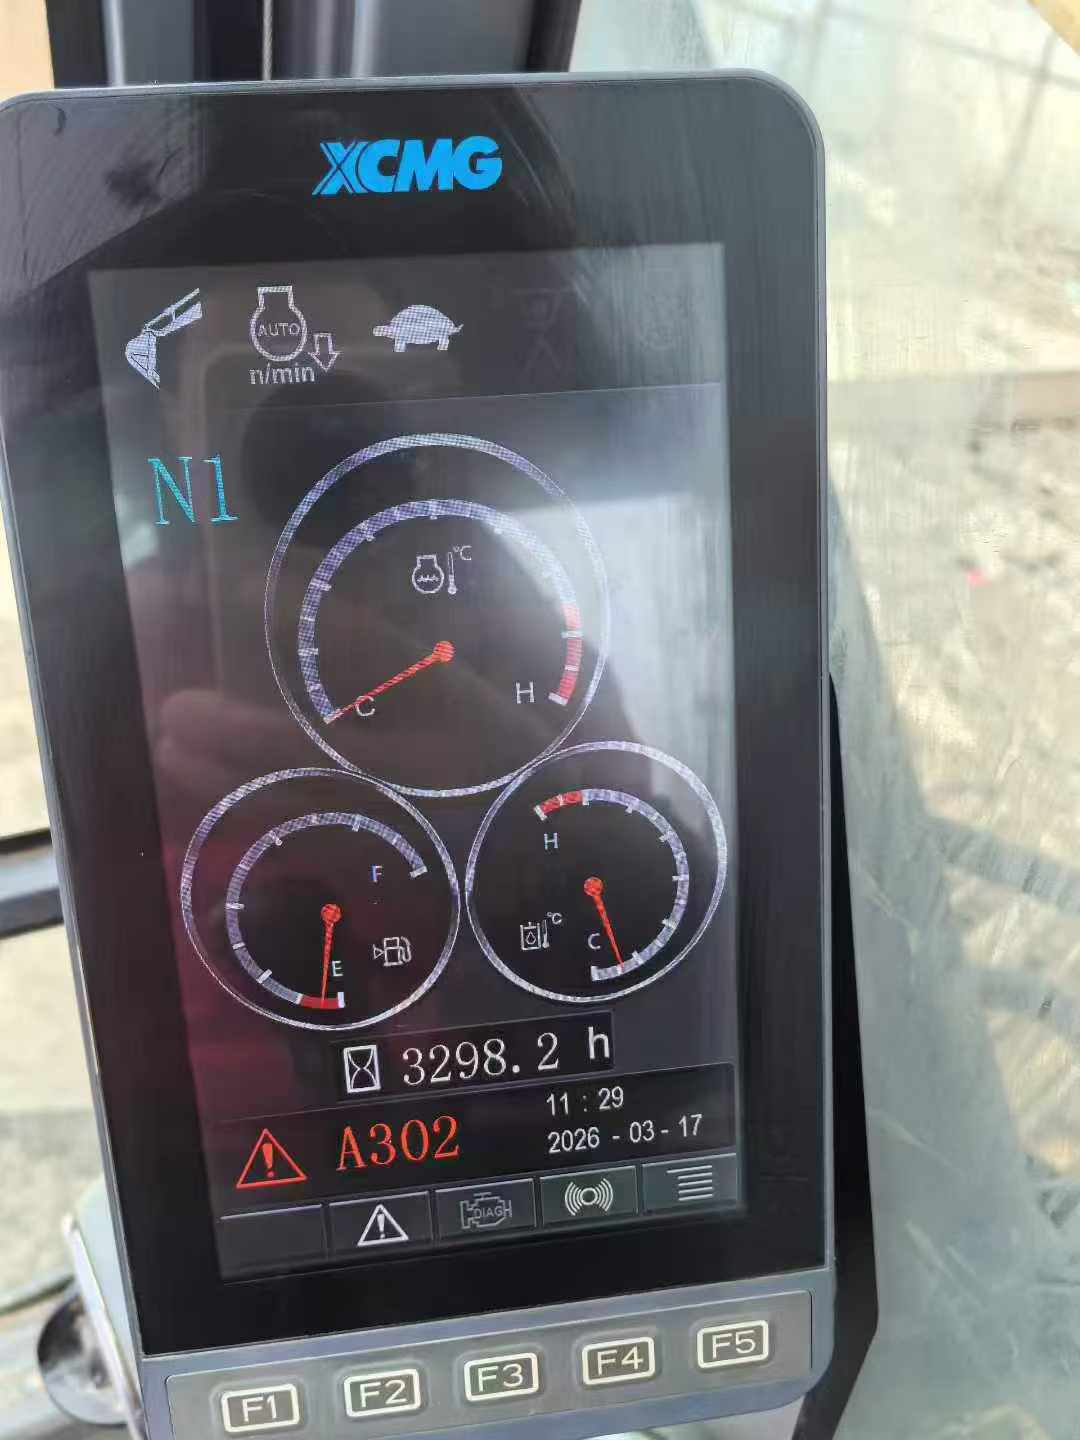 XCMG
AUTO
n/min
N1
°C
C
H
F
E
H
°C
C
3298.2 h
A302
11 : 29
2026 - 03 - 17
DIAG
F1 F2 F3 F4 F5